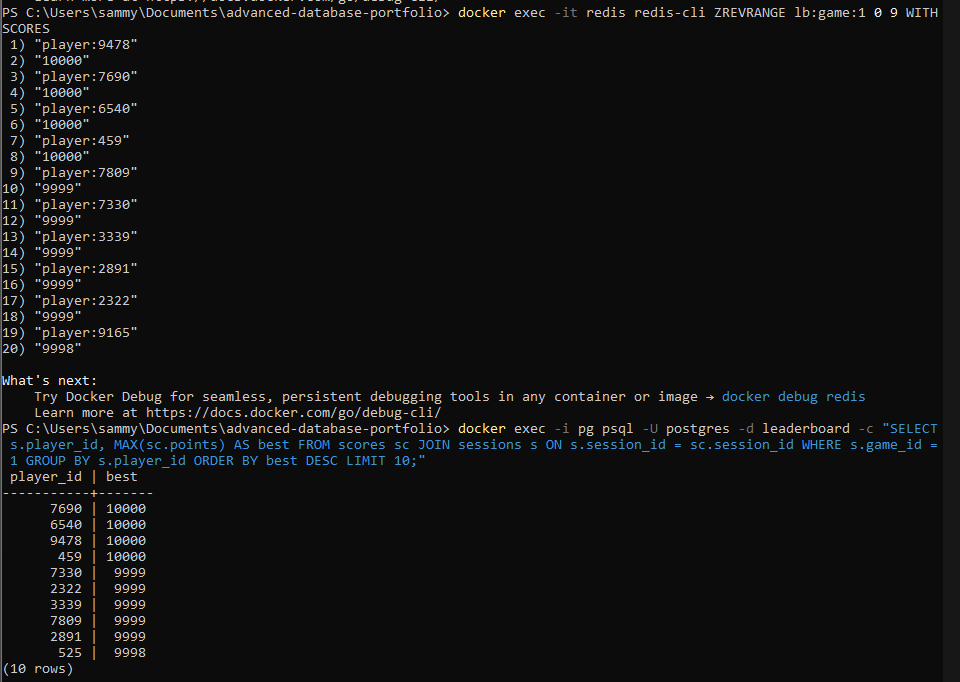 PS C:\Users\sammy\Documents\advanced-database-portfolio> docker exec -it redis redis-cli ZREVRANGE lb:game:1 0 9 WITH
SCORES
 1) "player:9478"
 2) "10000"
 3) "player:7690"
 4) "10000"
 5) "player:6540"
 6) "10000"
 7) "player:459"
 8) "10000"
 9) "player:7809"
10) "9999"
11) "player:7330"
12) "9999"
13) "player:3339"
14) "9999"
15) "player:2891"
16) "9999"
17) "player:2322"
18) "9999"
19) "player:9165"
20) "9998"
What's next:
    Try Docker Debug for seamless, persistent debugging tools in any container or image → docker debug redis
    Learn more at https://docs.docker.com/go/debug-cli/
PS C:\Users\sammy\Documents\advanced-database-portfolio> docker exec -i pg psql -U postgres -d leaderboard -c "SELECT
 s.player_id, MAX(sc.points) AS best FROM scores sc JOIN sessions s ON s.session_id = sc.session_id WHERE s.game_id =
 1 GROUP BY s.player_id ORDER BY best DESC LIMIT 10;"
 player_id | best
-----------+-------
      7690 | 10000
      6540 | 10000
      9478 | 10000
       459 | 10000
      7330 |  9999
      2322 |  9999
      3339 |  9999
      7809 |  9999
      2891 |  9999
       525 |  9998
(10 rows)